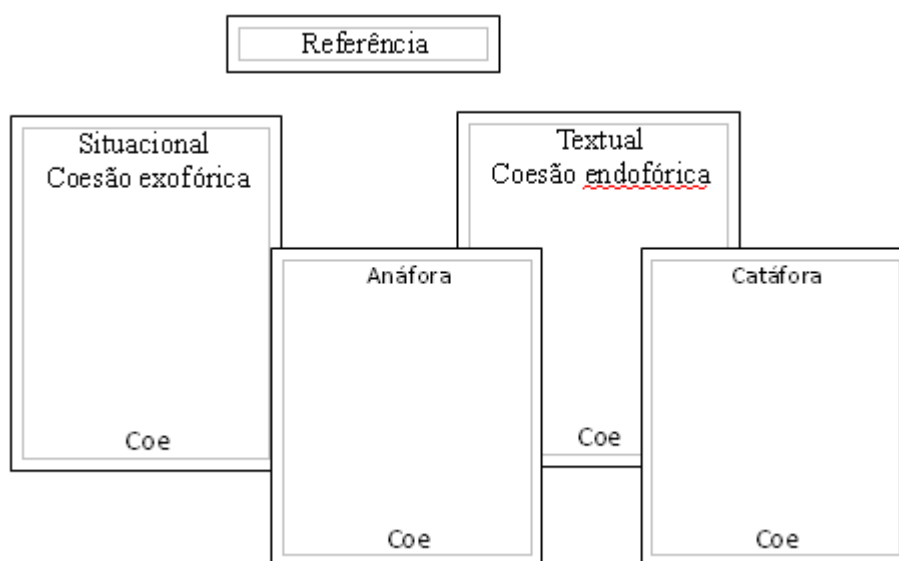 Referência
Situacional
Coesão exofórica
Coe
Textual
Coesão endofórica
Coe
Anáfora
Coe
Catáfora
Coe